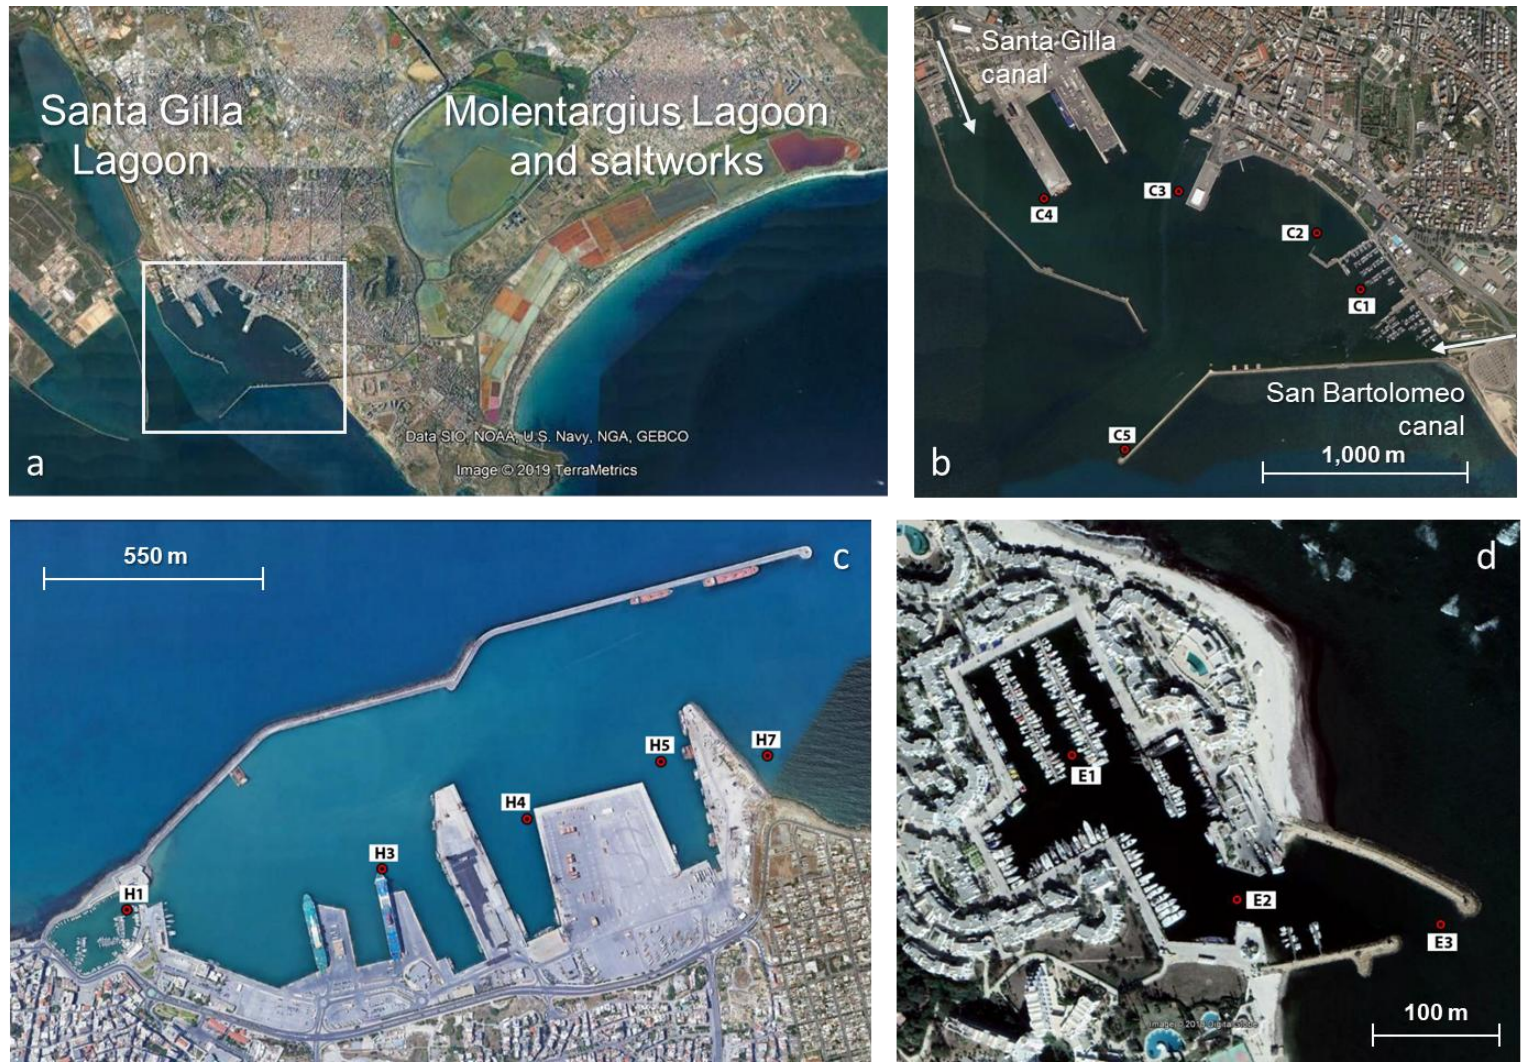 Santa Gilla
Lagoon
Molentargius Lagoon
and saltworks
Data SIO, NOAA, U.S. Navy, NGA, GEBCO
Image © 2019 TerraMetrics
a
Santa Gilla
canal
C4
C3
C2
C1
San Bartolomeo
canal
C5
1,000 m
b
550 m
c
H7
H5
H4
H3
H1
d
E1
E2
E3
100 m